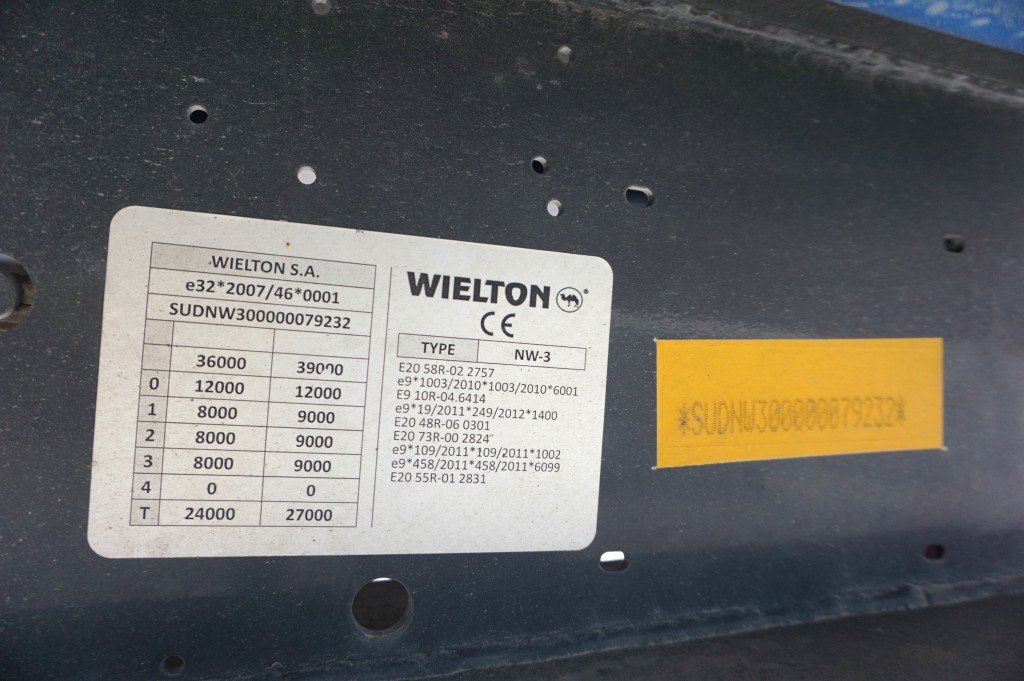 WIELTON S.A.
e32*2007/46*0001
SUDNW300000079232
36000 39000
0 12000 12000
1 8000 9000
2 8000 9000
3 8000 9000
4 0 0
T 24000 27000
WIELTON ®
CE
TYPE NW-3
E20 58R-02 2757
e9*1003/2010*1003/2010*6001
E9 10R-04.6414
e9*19/2011*249/2012*1400
E20 48R-06 0301
E20 73R-00 2824
e9*109/2011*109/2011*1002
e9*458/2011*458/2011*6099
E20 55R-01 2831
*SUDNW300000079232*